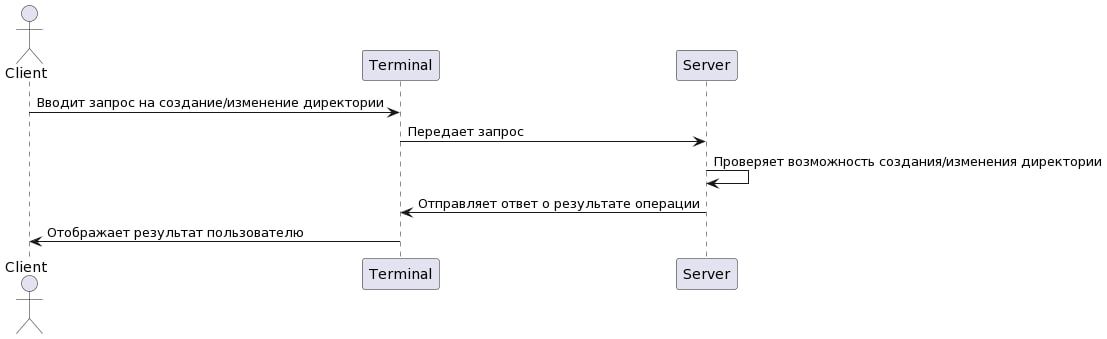 Client
Terminal
Server
Вводит запрос на создание/изменение директории
Передает запрос
Проверяет возможность создания/изменения директории
Отправляет ответ о результате операции
Отображает результат пользователю
Client
Terminal
Server